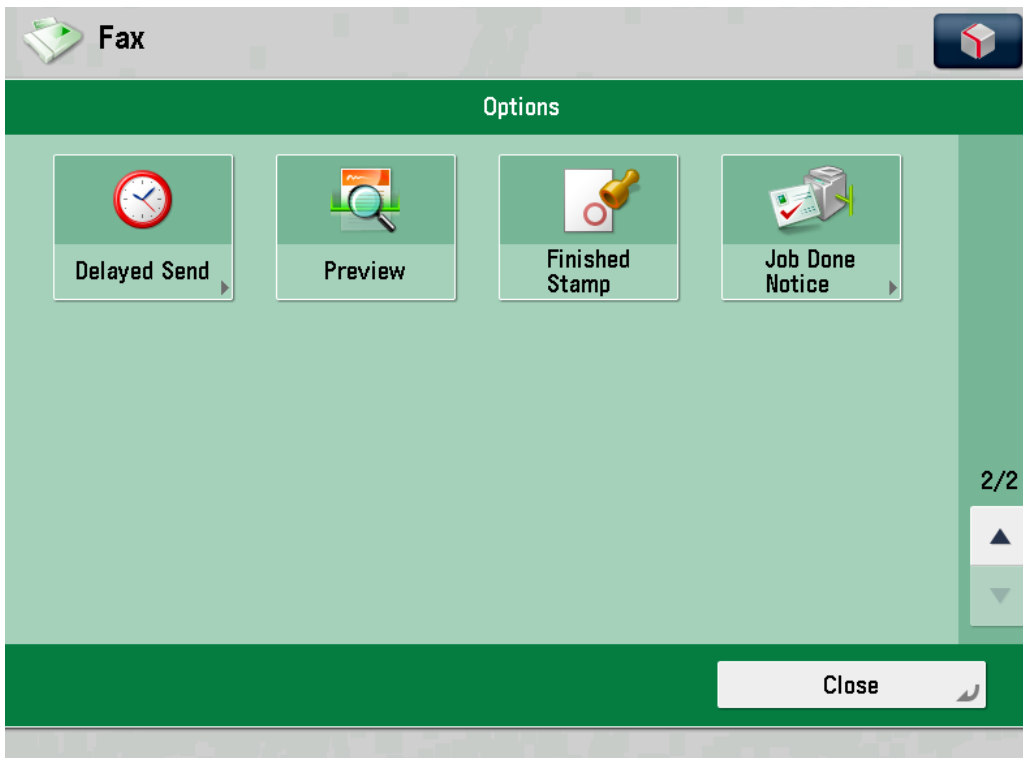 Fax
Options
Delayed Send
Preview
Finished
Stamp
Job Done
Notice
2/2
Close